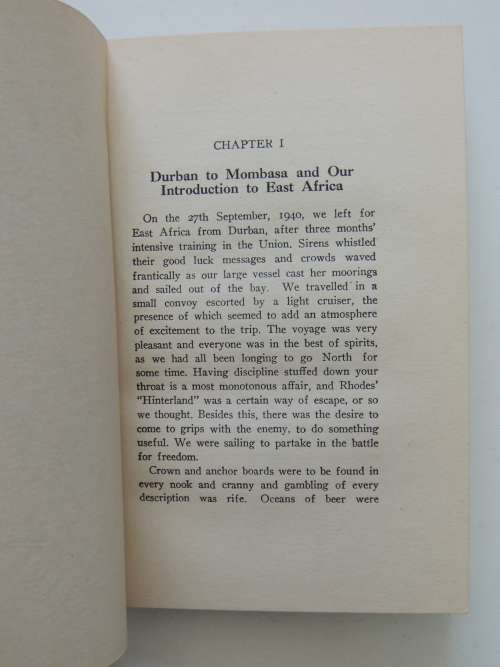 CHAPTER I
Durban to Mombasa and Our
Introduction to East Africa
On the 27th September, 1940, we left for
East Africa from Durban, after three months'
intensive training in the Union. Sirens whistled
their good luck messages and crowds waved
frantically as our large vessel cast her moorings
and sailed out of the bay. We travelled in a
small convoy escorted by a light cruiser, the
presence of which seemed to add an atmosphere
of excitement to the trip. The voyage was very
pleasant and everyone was in the best of spirits,
as we had all been longing to go North for
some time. Having discipline stuffed down your
throat is a most monotonous affair, and Rhodes'
"Hinterland" was a certain way of escape, or so
we thought. Besides this, there was the desire to
come to grips with the enemy, to do something
useful. We were sailing to partake in the battle
for freedom.
Crown and anchor boards were to be found in
every nook and cranny and gambling of every
description was rife. Oceans of beer were